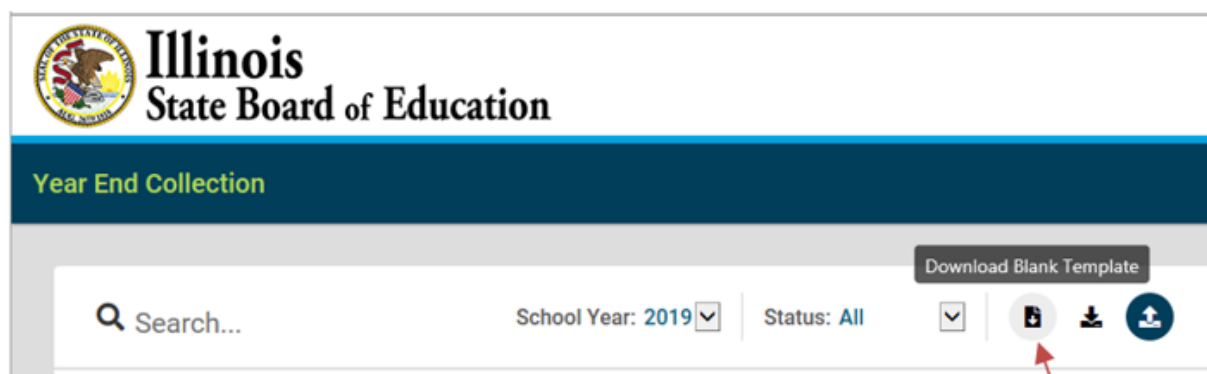 Illinois
State Board of Education
Year End Collection
Download Blank Template
Search...
School Year: 2019
Status: All